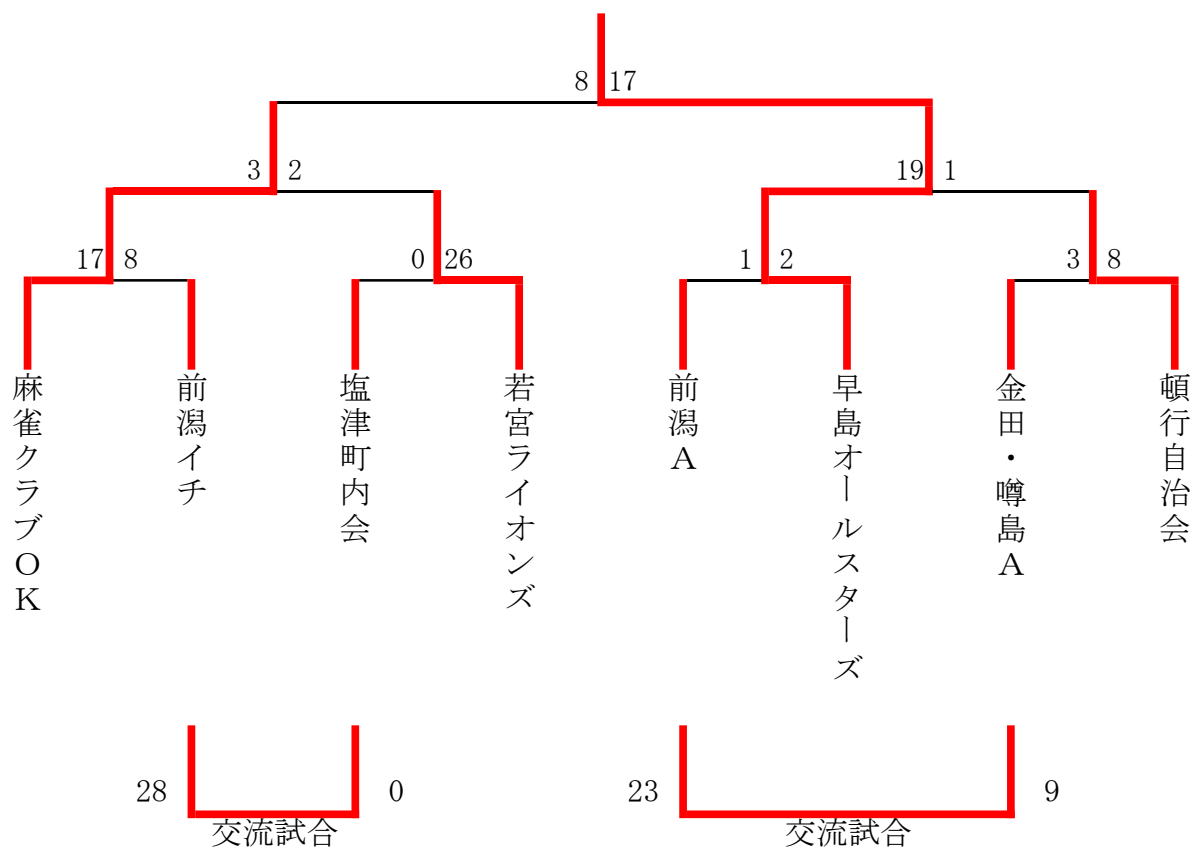 8 17
3 2
19 1
17 8
0 26
1 2
3 8
麻雀クラブOK
前潟イチ
塩津町内会
若宮ライオンズ
前潟A
早島オールスターズ
金田・噂島A
頓行自治会
28
0
交流試合
23
9
交流試合